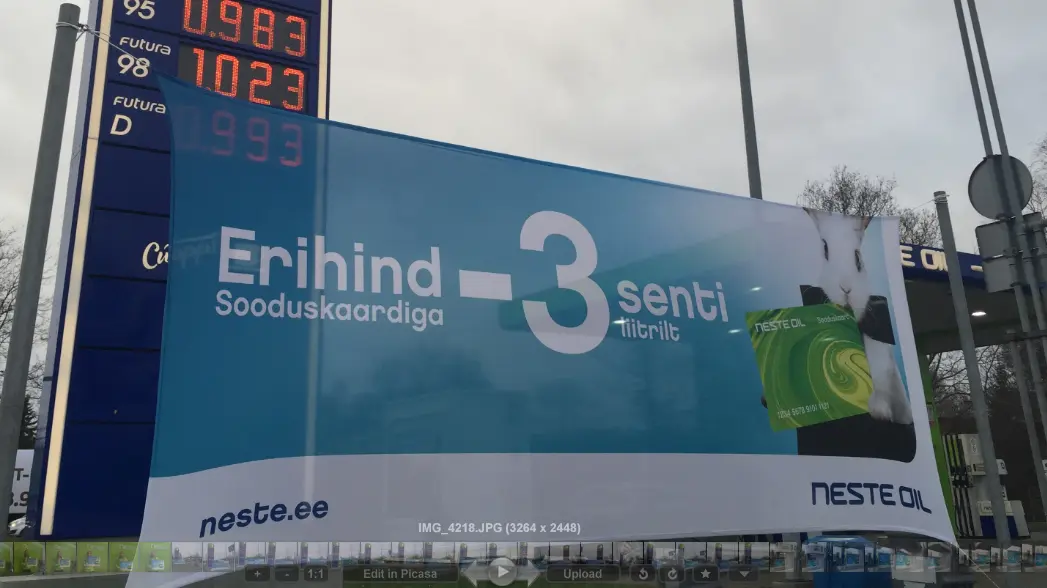 95
0.983
Futura
98
1.023
Futura
D
0.993
Erihind
Sooduskaardiga
-3
senti
liitrilt
NESTE OIL
neste.ee
NESTE OIL
IMG_4218.JPG (3264 x 2448)
1:1
Edit in Picasa
Upload